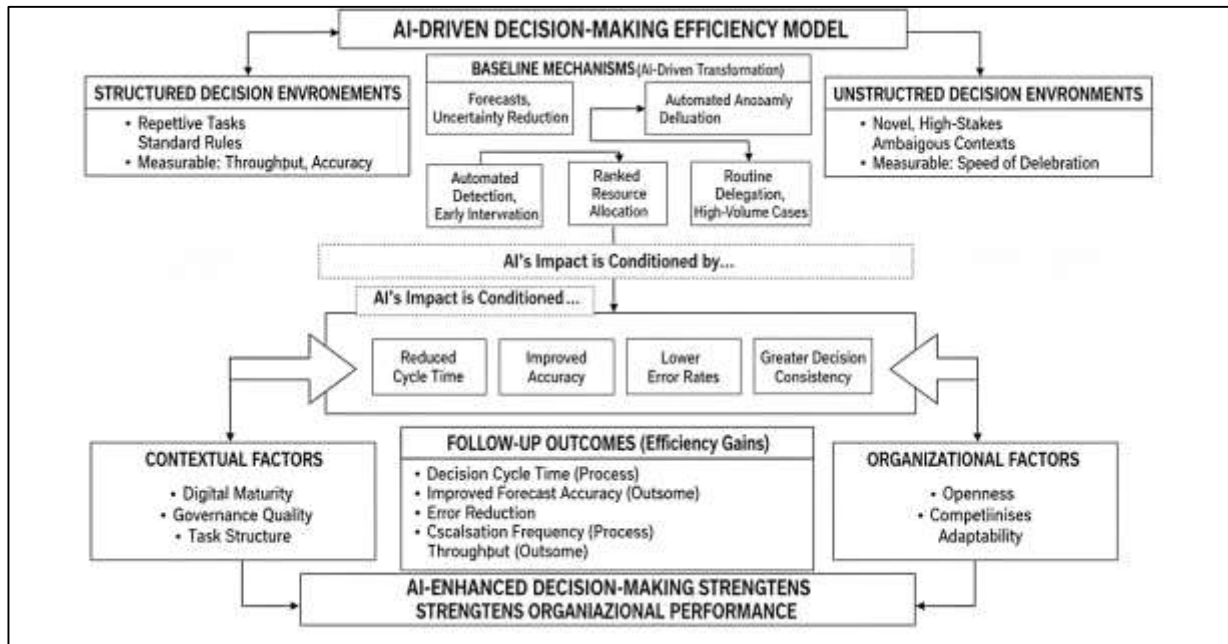 AI-DRIVEN DECISION-MAKING EFFICIENCY MODEL
STRUCTURED DECISION ENVRONEMENTS
• Repettive Tasks
Standard Rules
• Measurable: Throughput, Accuracy
BASELINE MECHANISMS (AI-Driven Transformation)
Forecasts,
Uncertainty Reduction
Automated Anoamly
Delluation
Automated
Detection,
Early Interwation
Ranked
Resource
Allocation
Routine
Delegation,
High-Volume Cases
UNSTRUCTRED DECISION ENVIRONMENTS
• Novel, High-Stakes
Ambaigous Contexts
• Measurable: Speed of Delebration
AI's Impact is Conditioned by...
AI's Impact is Conditioned ...
Reduced
Cycle Time
Improved
Accuracy
Lower
Error Rates
Greater Decision
Consistency
CONTEXTUAL FACTORS
• Digital Maturity
• Governance Quality
• Task Structure
FOLLOW-UP OUTCOMES (Efficiency Gains)
• Decision Cycle Time (Process)
• Improved Forecast Accuracy (Outcome)
• Error Reduction
• Cscalsation Frequency (Process)
Throughput (Outcome)
ORGANIZATIONAL FACTORS
• Openness
• Competiinises
Adaptability
AI-ENHANCED DECISION-MAKING STRENGTENS
STRENGTENS ORGANIAZIONAL PERFORMANCE